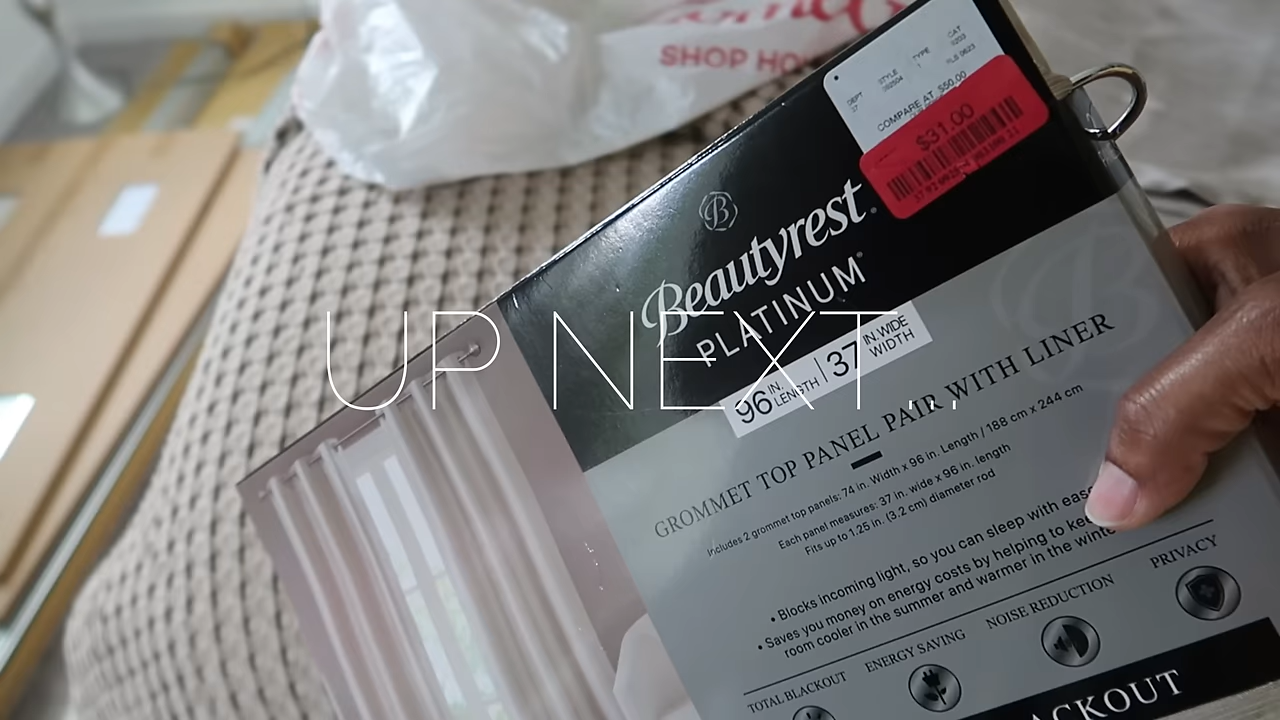 SHOP HO
DEPT STYLE TYPE CAT
COMPARE AT $50.00
$31.00
B
Beautyrest®
PLATINUM®
96 IN. LENGTH | 37 IN. WIDE WIDTH
UP NEXT...
GROMMET TOP PANEL PAIR WITH LINER
Includes 2 grommet top panels: 74 in. Width x 96 in. Length / 188 cm x 244 cm
Each panel measures: 37 in. wide x 96 in. length
Fits up to 1.25 in. (3.2 cm) diameter rod
• Blocks incoming light, so you can sleep with eas
• Saves you money on energy costs by helping to kee
room cooler in the summer and warmer in the winte
TOTAL BLACKOUT ENERGY SAVING NOISE REDUCTION PRIVACY
ACKOUT